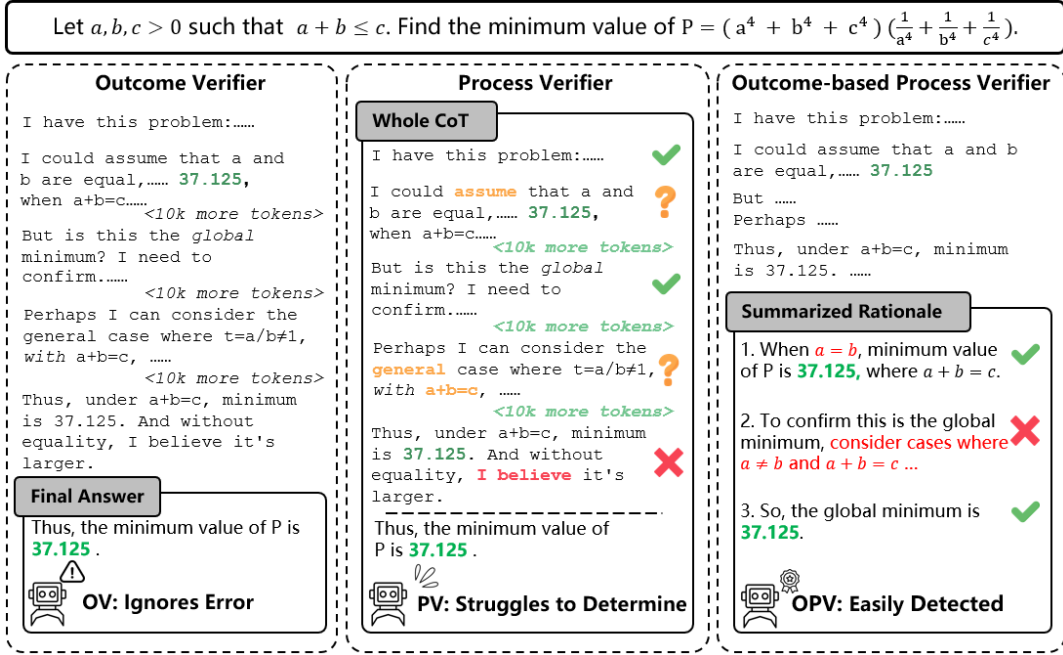 Let a, b, c > 0 such that a + b ≤ c. Find the minimum value of P = ( a⁴ + b⁴ + c⁴ ) (1/a⁴ + 1/b⁴ + 1/c⁴).
Outcome Verifier
I have this problem:……
I could assume that a and
b are equal,…… 37.125,
when a+b=c……
<10k more tokens>
But is this the global
minimum? I need to
confirm.……
<10k more tokens>
Perhaps I can consider the
general case where t=a/b≠1,
with a+b=c, ……
<10k more tokens>
Thus, under a+b=c, minimum
is 37.125. And without
equality, I believe it's
larger.
Final Answer
Thus, the minimum value of P is
37.125 .
OV: Ignores Error
Process Verifier
Whole CoT
I have this problem:……
I could assume that a and
b are equal,…… 37.125,
when a+b=c……
<10k more tokens>
But is this the global
minimum? I need to
confirm.……
<10k more tokens>
Perhaps I can consider the
general case where t=a/b≠1,
with a+b=c, ……
<10k more tokens>
Thus, under a+b=c, minimum
is 37.125. And without
equality, I believe it's
larger.
Thus, the minimum value of
P is 37.125 .
PV: Struggles to Determine
Outcome-based Process Verifier
I have this problem:……
I could assume that a and b
are equal,…… 37.125
But ……
Perhaps ……
Thus, under a+b=c, minimum
is 37.125. ……
Summarized Rationale
1. When a = b, minimum value
of P is 37.125, where a + b = c.
2. To confirm this is the global
minimum, consider cases where
a ≠ b and a + b = c ...
3. So, the global minimum is
37.125.
OPV: Easily Detected